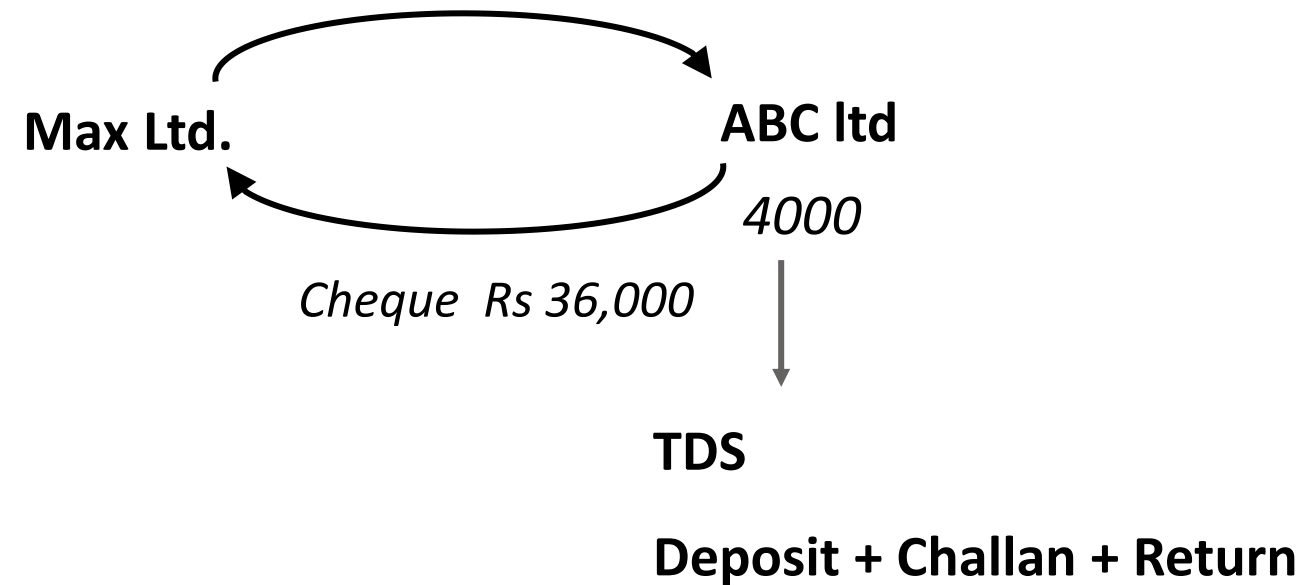 Max Ltd.
ABC ltd
4000
Cheque Rs 36,000
TDS
Deposit + Challan + Return